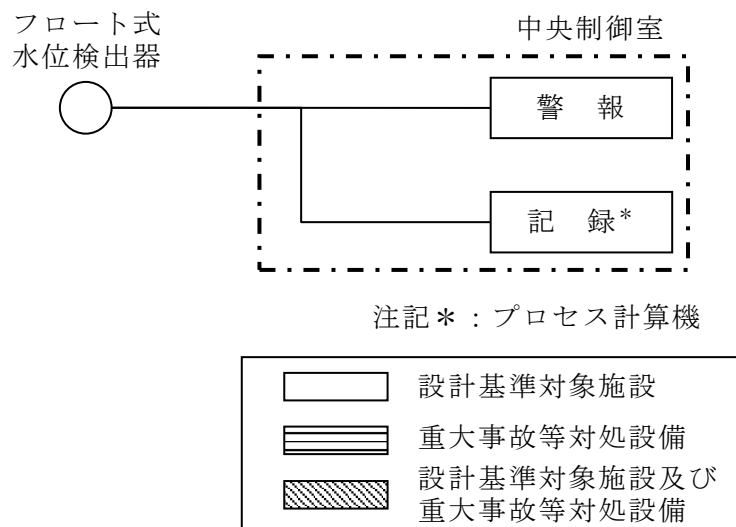 フロート式
水位検出器
中央制御室
警 報
記 録*
注記*:プロセス計算機
設計基準対象施設
重大事故等対処設備
設計基準対象施設及び
重大事故等対処設備